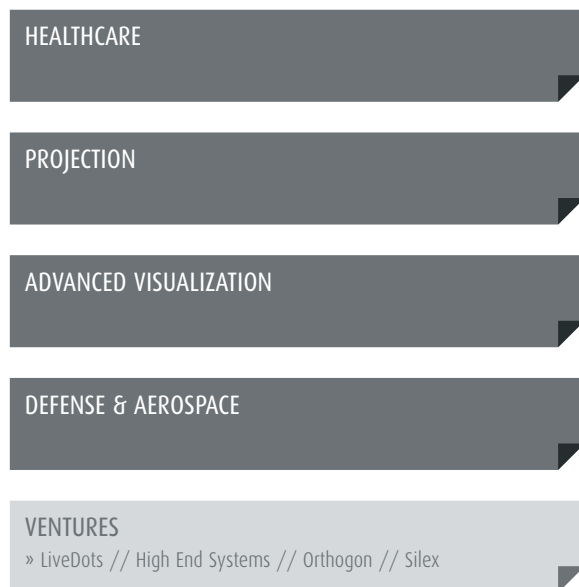 HEALTHCARE
PROJECTION
ADVANCED VISUALIZATION
DEFENSE & AEROSPACE
VENTURES
» LiveDots // High End Systems // Orthogon // Silex